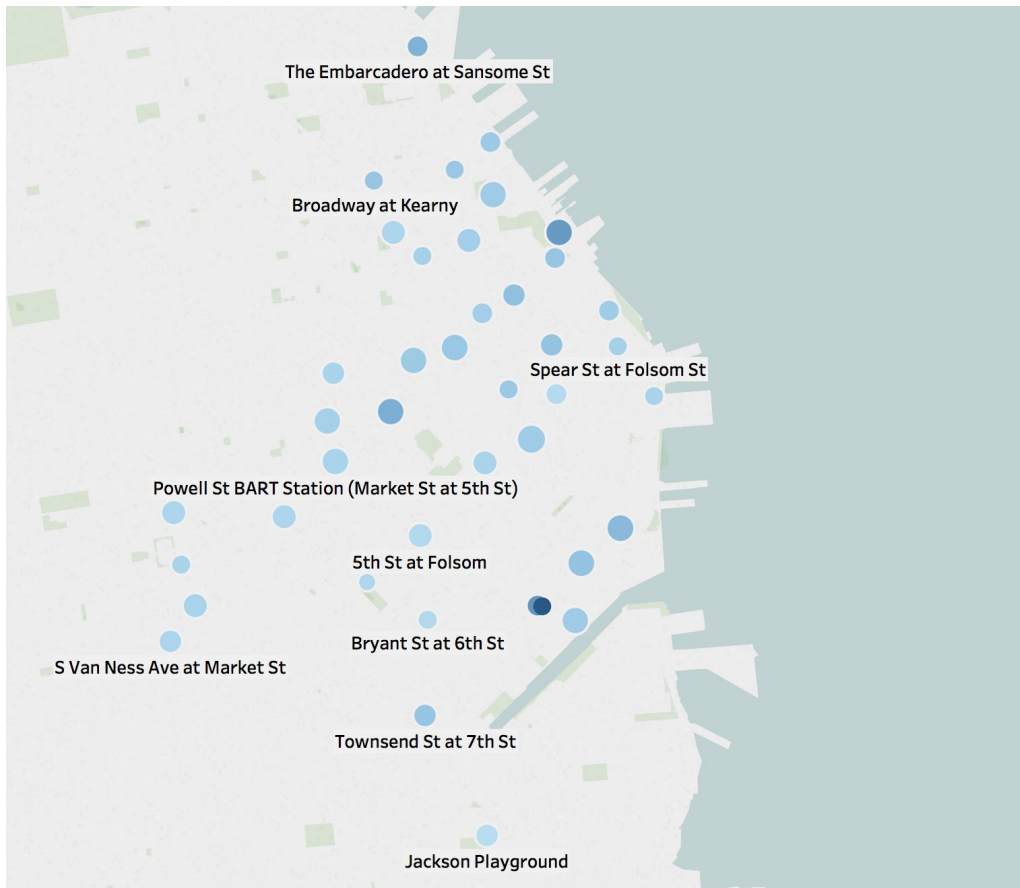 The Embarcadero at Sansome St
Broadway at Kearny
Spear St at Folsom St
Powell St BART Station (Market St at 5th St)
5th St at Folsom
Bryant St at 6th St
S Van Ness Ave at Market St
Townsend St at 7th St
Jackson Playground